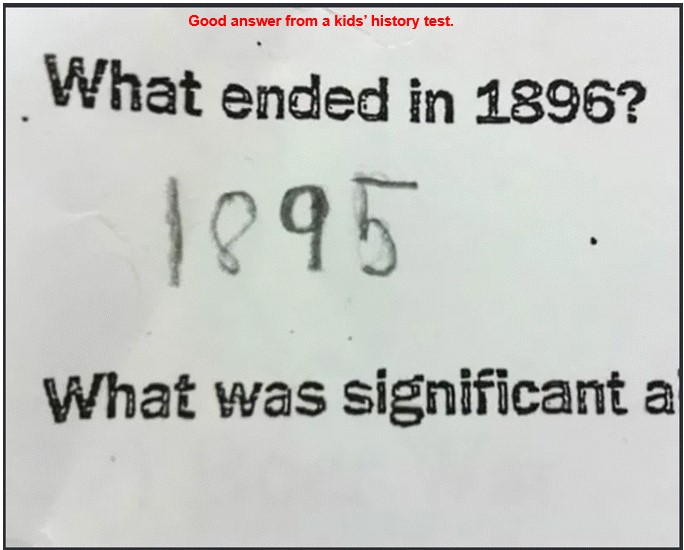 Good answer from a kids’ history test.
What ended in 1896?
1895
What was significant a